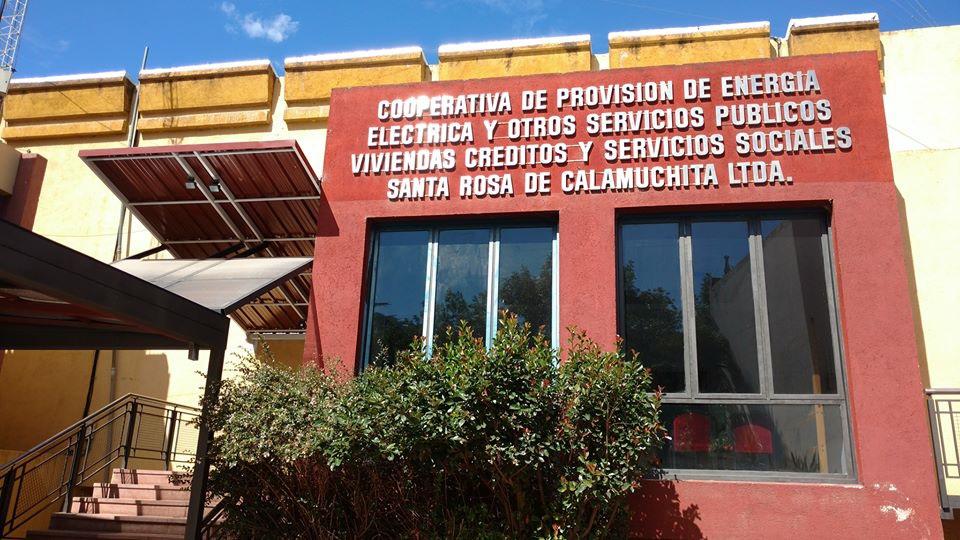 COOPERATIVA DE PROVISION DE ENERGIA
ELECTRICA Y OTROS SERVICIOS PUBLICOS
VIVIENDAS CREDITOS Y SERVICIOS SOCIALES
SANTA ROSA DE CALAMUCHITA LTDA.